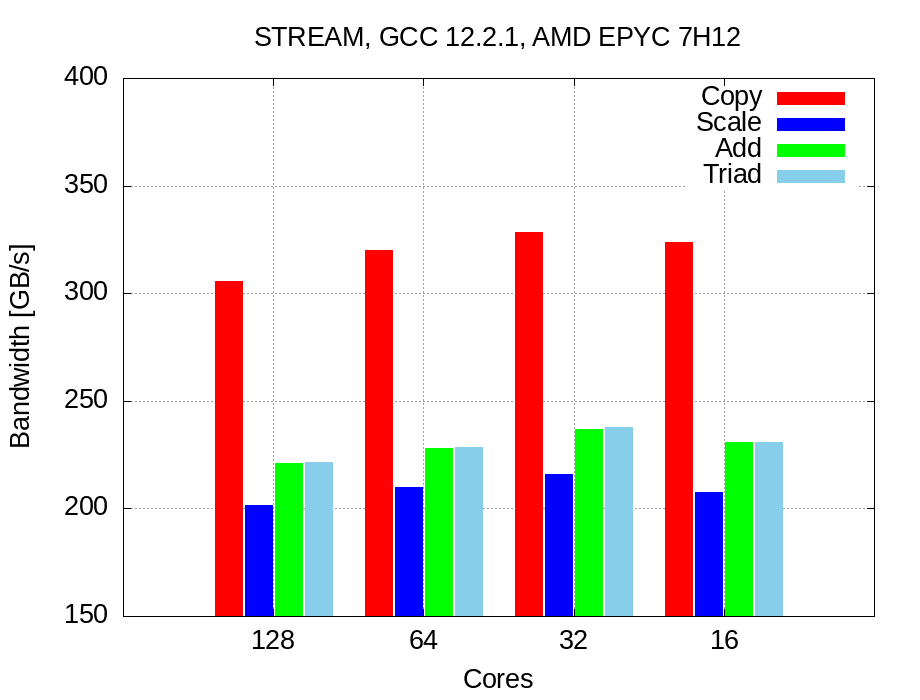 STREAM, GCC 12.2.1, AMD EPYC 7H12
400
350
300
250
200
150
Bandwidth [GB/s]
Copy
Scale
Add
Triad
128 64 32 16
Cores